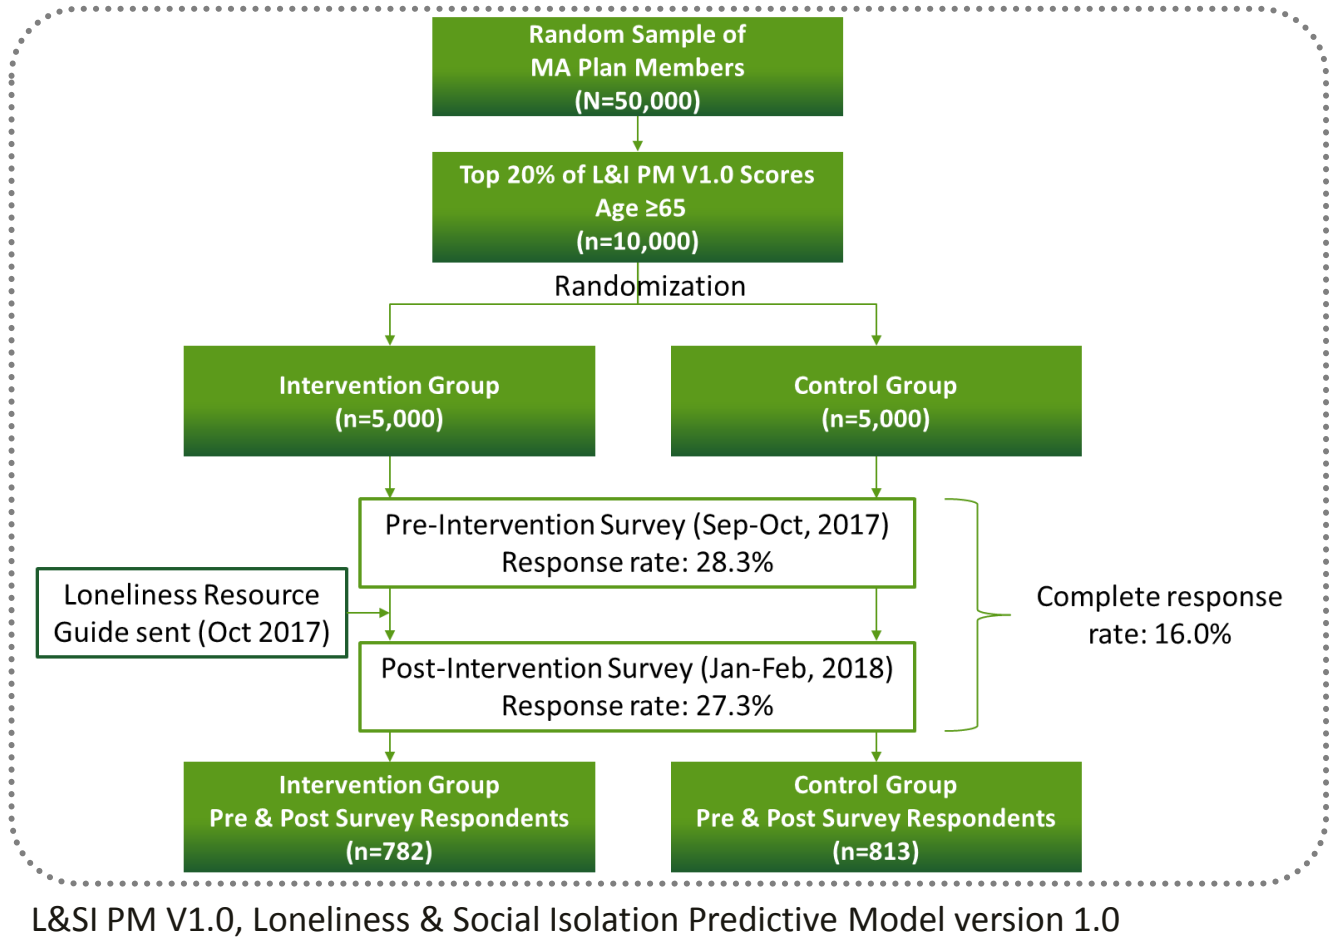 Random Sample of
MA Plan Members
(N=50,000)
Top 20% of L&I PM V1.0 Scores
Age ≥65
(n=10,000)
Randomization
Intervention Group
(n=5,000)
Control Group
(n=5,000)
Pre-Intervention Survey (Sep-Oct, 2017)
Response rate: 28.3%
Loneliness Resource
Guide sent (Oct 2017)
Complete response
rate: 16.0%
Post-Intervention Survey (Jan-Feb, 2018)
Response rate: 27.3%
Intervention Group
Pre & Post Survey Respondents
(n=782)
Control Group
Pre & Post Survey Respondents
(n=813)
L&SI PM V1.0, Loneliness & Social Isolation Predictive Model version 1.0